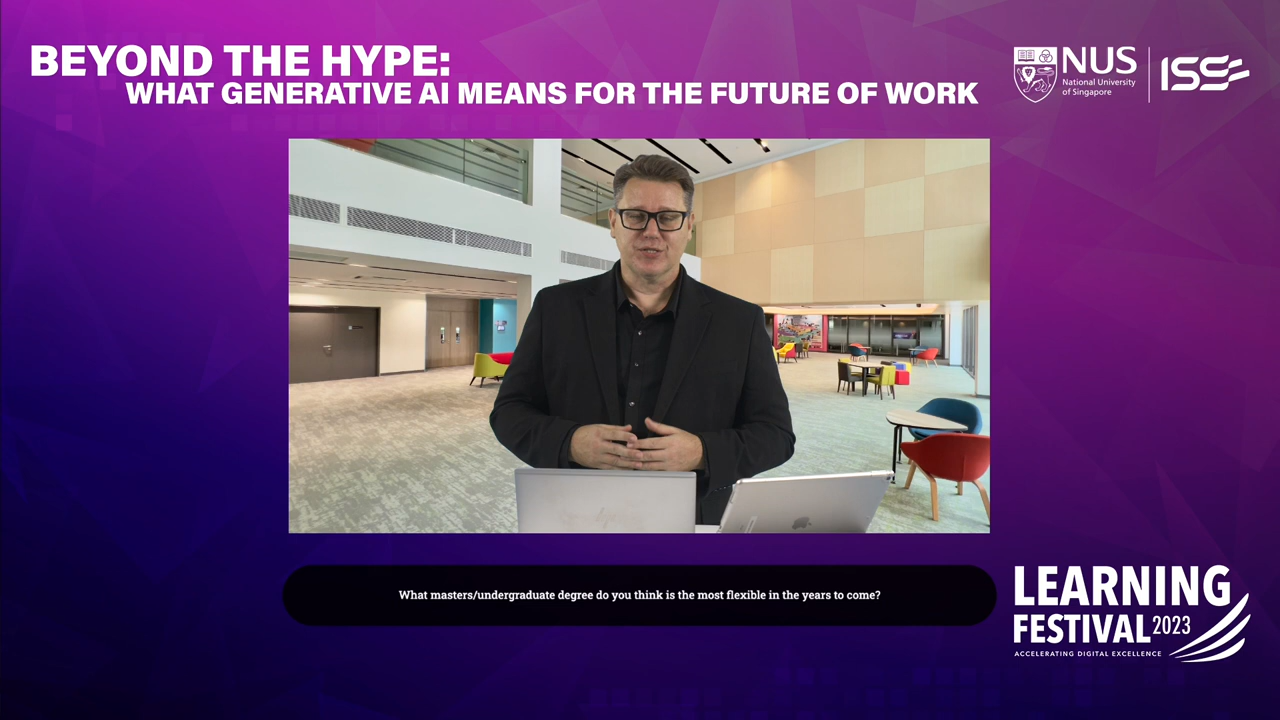 BEYOND THE HYPE:
WHAT GENERATIVE AI MEANS FOR THE FUTURE OF WORK
NUS
National University
of Singapore
ISS
What masters/undergraduate degree do you think is the most flexible in the years to come?
LEARNING
FESTIVAL 2023
ACCELERATING DIGITAL EXCELLENCE